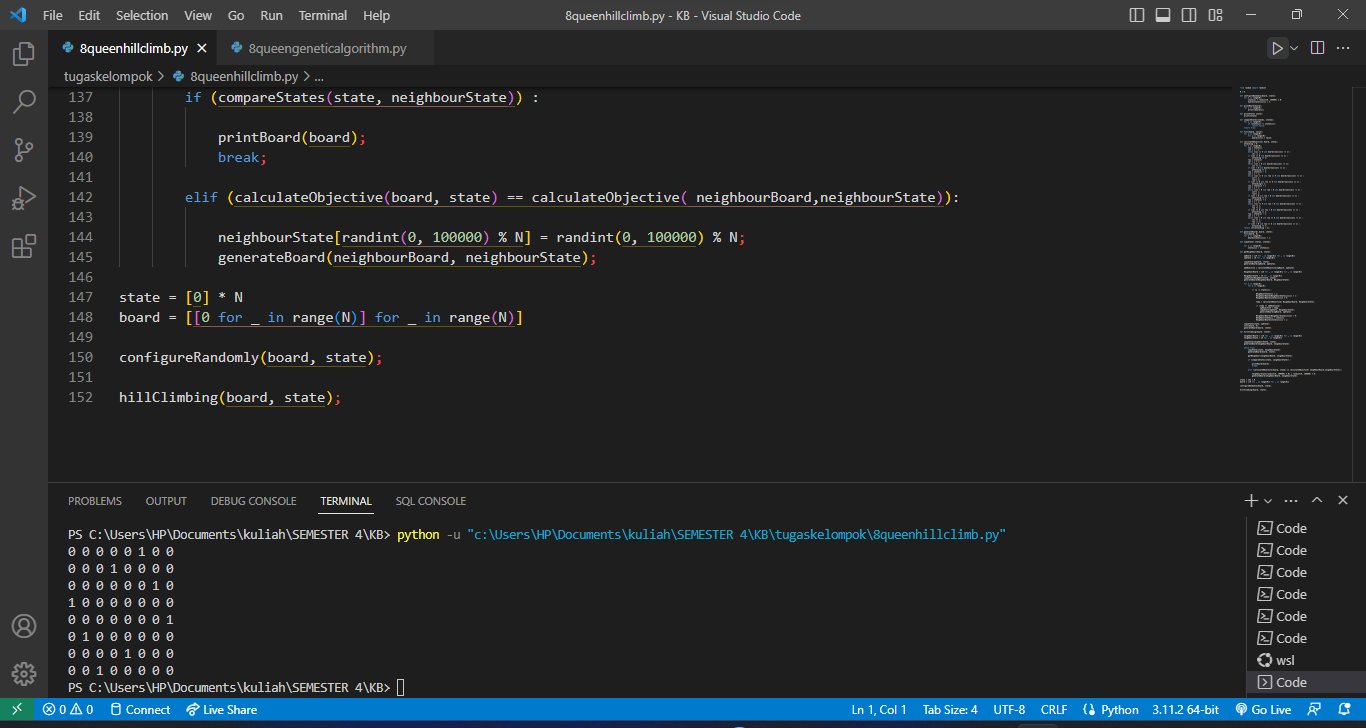 File Edit Selection View Go Run Terminal Help 8queenhillclimb.py - KB - Visual Studio Code
8queenhillclimb.py 8queengeneticalgorithm.py
tugaskelompok > 8queenhillclimb.py > ...
137 if (compareStates(state, neighbourState)) :
138
139 printBoard(board);
140 break;
141
142 elif (calculateObjective(board, state) == calculateObjective( neighbourBoard,neighbourState)):
143
144 neighbourState[randint(0, 100000) % N] = randint(0, 100000) % N;
145 generateBoard(neighbourBoard, neighbourState);
146
147 state = [0] * N
148 board = [[0 for _ in range(N)] for _ in range(N)]
149
150 configureRandomly(board, state);
151
152 hillClimbing(board, state);
PROBLEMS OUTPUT DEBUG CONSOLE TERMINAL SQL CONSOLE
PS C:\Users\HP\Documents\kuliah\SEMESTER 4\KB> python -u "c:\Users\HP\Documents\kuliah\SEMESTER 4\KB\tugaskelompok\8queenhillclimb.py"
0 0 0 0 0 1 0 0
0 0 0 1 0 0 0 0
0 0 0 0 0 0 1 0
1 0 0 0 0 0 0 0
0 0 0 0 0 0 0 1
0 1 0 0 0 0 0 0
0 0 0 0 1 0 0 0
0 0 1 0 0 0 0 0
PS C:\Users\HP\Documents\kuliah\SEMESTER 4\KB>
Code
Code
Code
Code
Code
Code
wsl
Code
0 0 Connect Live Share Ln 1, Col 1 Tab Size: 4 UTF-8 CRLF Python 3.11.2 64-bit Go Live